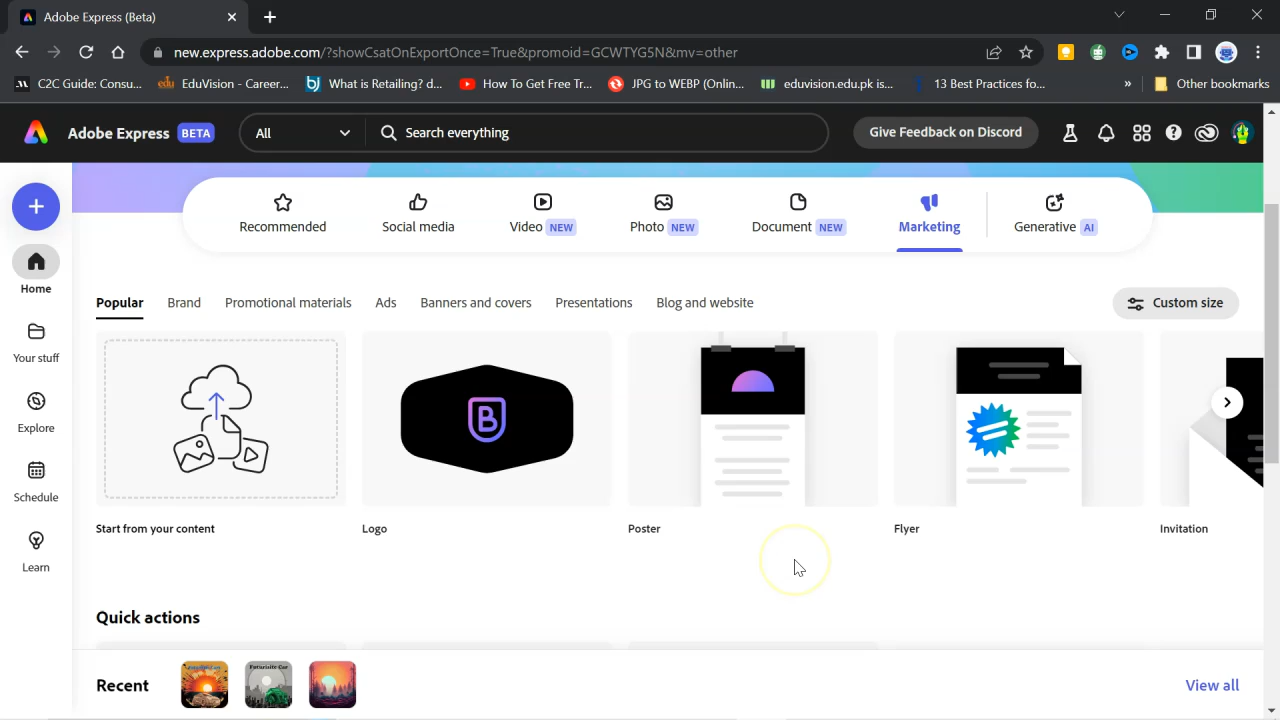 Adobe Express (Beta)
new.express.adobe.com/?showCsatOnExportOnce=True&promoid=GCWTYG5N&mv=other
C2C Guide: Consu...
EduVision - Career...
What is Retailing? d...
How To Get Free Tr...
JPG to WEBP (Onlin...
eduvision.edu.pk is...
13 Best Practices fo...
»
Other bookmarks
Adobe Express BETA
All
Search everything
Give Feedback on Discord
Recommended
Social media
Video NEW
Photo NEW
Document NEW
Marketing
Generative AI
Home
Your stuff
Explore
Schedule
Learn
Popular
Brand
Promotional materials
Ads
Banners and covers
Presentations
Blog and website
Custom size
B
Start from your content
Logo
Poster
Flyer
Invitation
Quick actions
Recent
Futuristic Car
View all